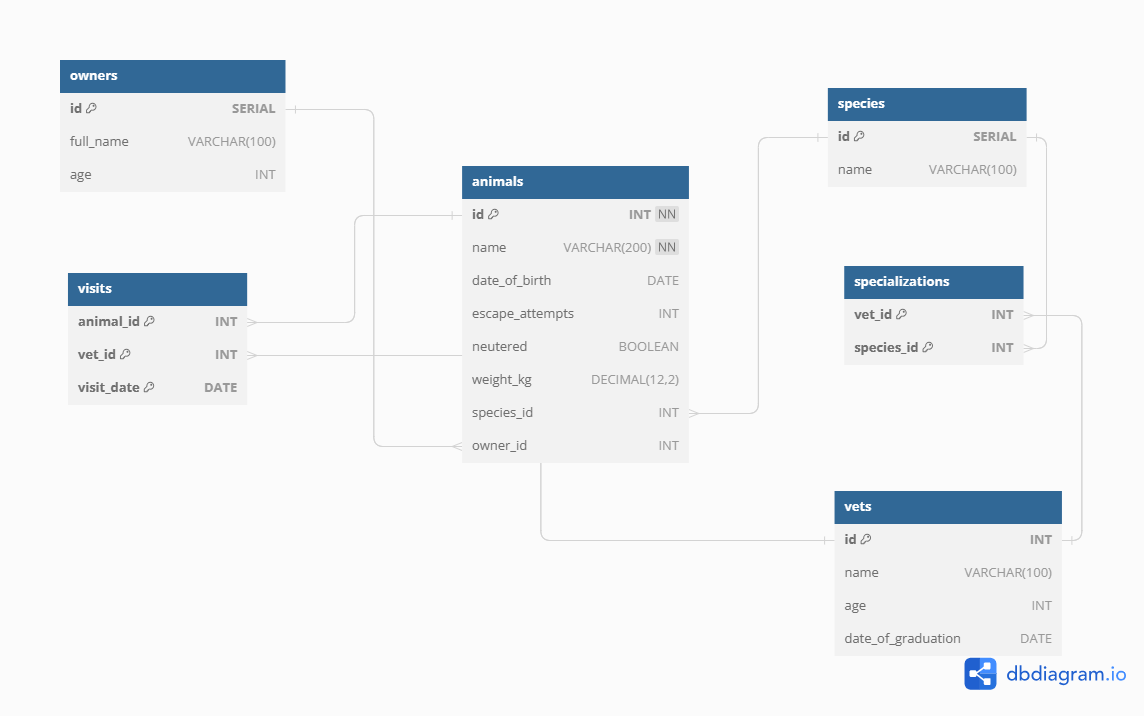 owners
id SERIAL
full_name VARCHAR(100)
age INT
visits
animal_id INT
vet_id INT
visit_date DATE
animals
id INT NN
name VARCHAR(200) NN
date_of_birth DATE
escape_attempts INT
neutered BOOLEAN
weight_kg DECIMAL(12,2)
species_id INT
owner_id INT
species
id SERIAL
name VARCHAR(100)
specializations
vet_id INT
species_id INT
vets
id INT
name VARCHAR(100)
age INT
date_of_graduation DATE
dbdiagram.io